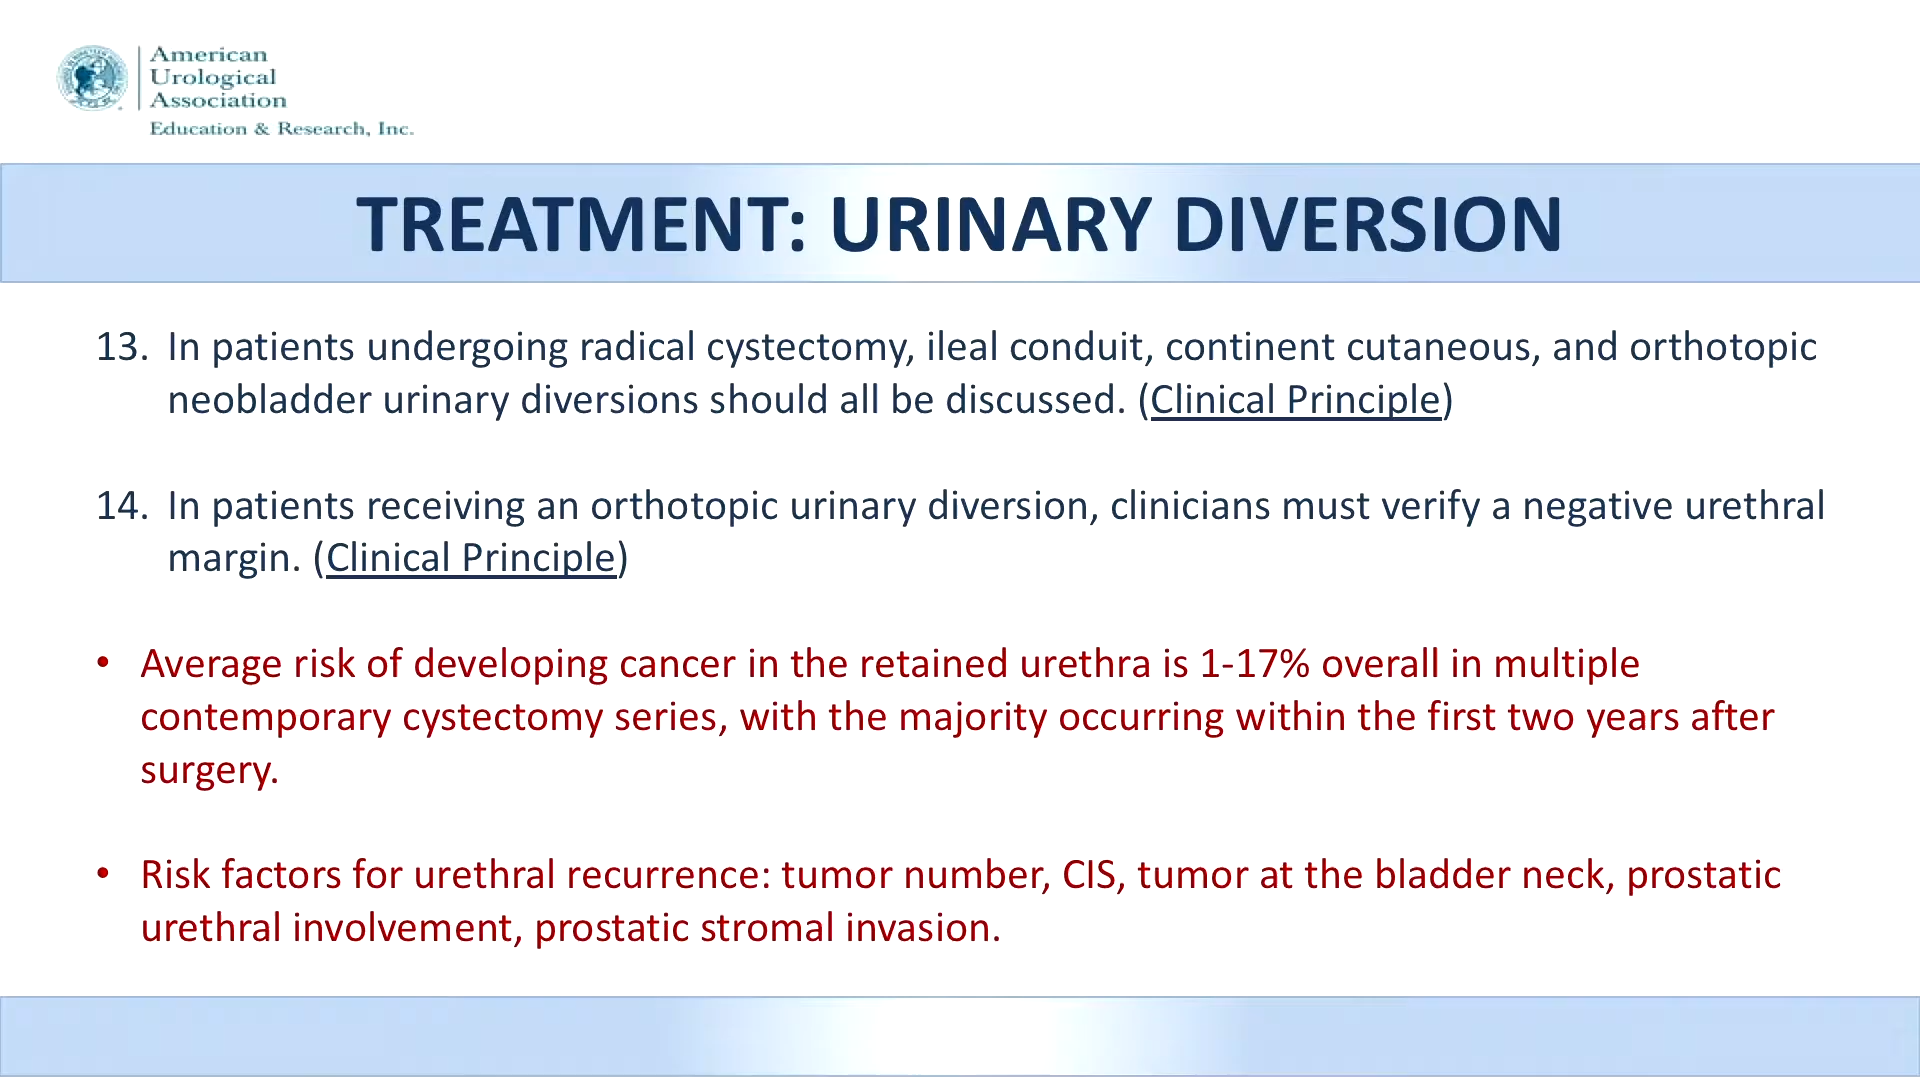 American
Urological
Association
Education & Research, Inc.
TREATMENT: URINARY DIVERSION
13. In patients undergoing radical cystectomy, ileal conduit, continent cutaneous, and orthotopic
neobladder urinary diversions should all be discussed. (Clinical Principle)
14. In patients receiving an orthotopic urinary diversion, clinicians must verify a negative urethral
margin. (Clinical Principle)
• Average risk of developing cancer in the retained urethra is 1-17% overall in multiple
contemporary cystectomy series, with the majority occurring within the first two years after
surgery.
• Risk factors for urethral recurrence: tumor number, CIS, tumor at the bladder neck, prostatic
urethral involvement, prostatic stromal invasion.